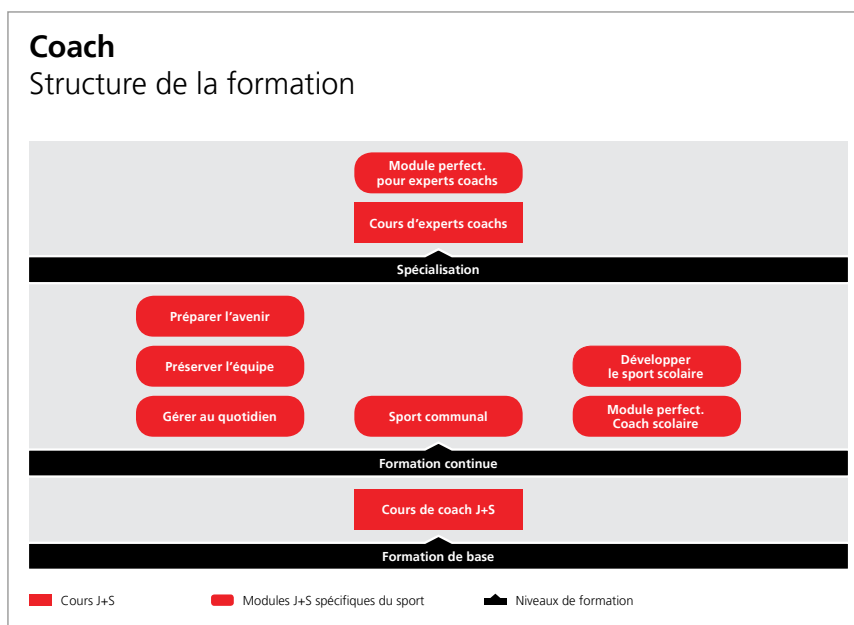 Coach
Structure de la formation
Module perfect.
pour experts coachs
Cours d'experts coachs
Spécialisation
Préparer l'avenir
Préserver l'équipe
Développer
le sport scolaire
Gérer au quotidien
Sport communal
Module perfect.
Coach scolaire
Formation continue
Cours de coach J+S
Formation de base
Cours J+S
Modules J+S spécifiques du sport
Niveaux de formation